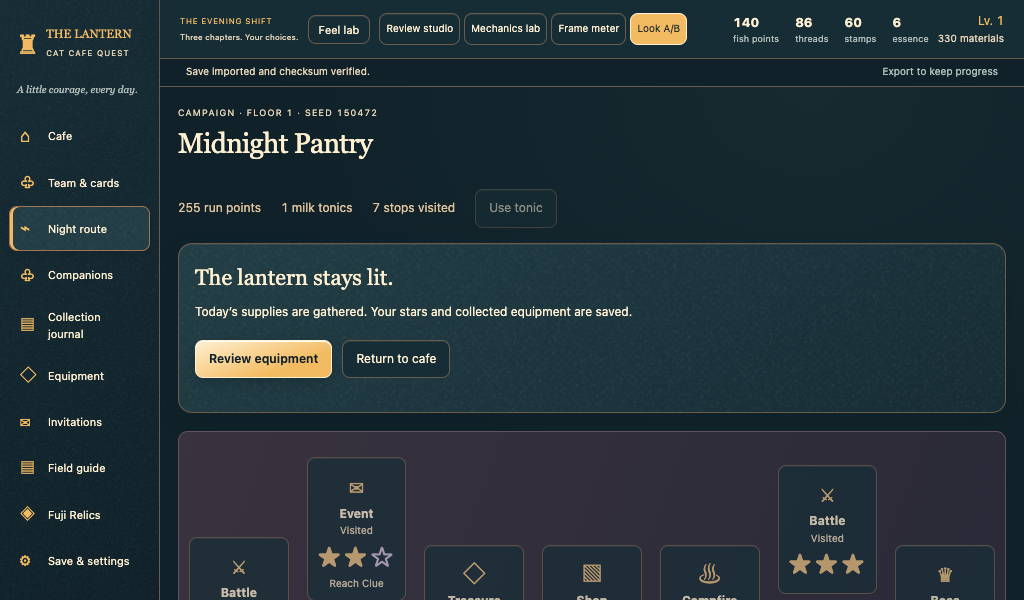 THE LANTERN
CAT CAFE QUEST
A little courage, every day.
Cafe
Team & cards
Night route
Companions
Collection
journal
Equipment
Invitations
Field guide
Fuji Relics
Save & settings
THE EVENING SHIFT
Three chapters. Your choices.
Feel lab
Review studio
Mechanics lab
Frame meter
Look A/B
140
fish points
86
threads
60
stamps
6
essence
Lv. 1
330 materials
Save imported and checksum verified.
Export to keep progress
CAMPAIGN · FLOOR 1 · SEED 150472
Midnight Pantry
255 run points
1 milk tonics
7 stops visited
Use tonic
The lantern stays lit.
Today's supplies are gathered. Your stars and collected equipment are saved.
Review equipment
Return to cafe
Battle
Event
Visited
Reach Clue
Treasure
Shop
Campfire
Battle
Visited
Boss